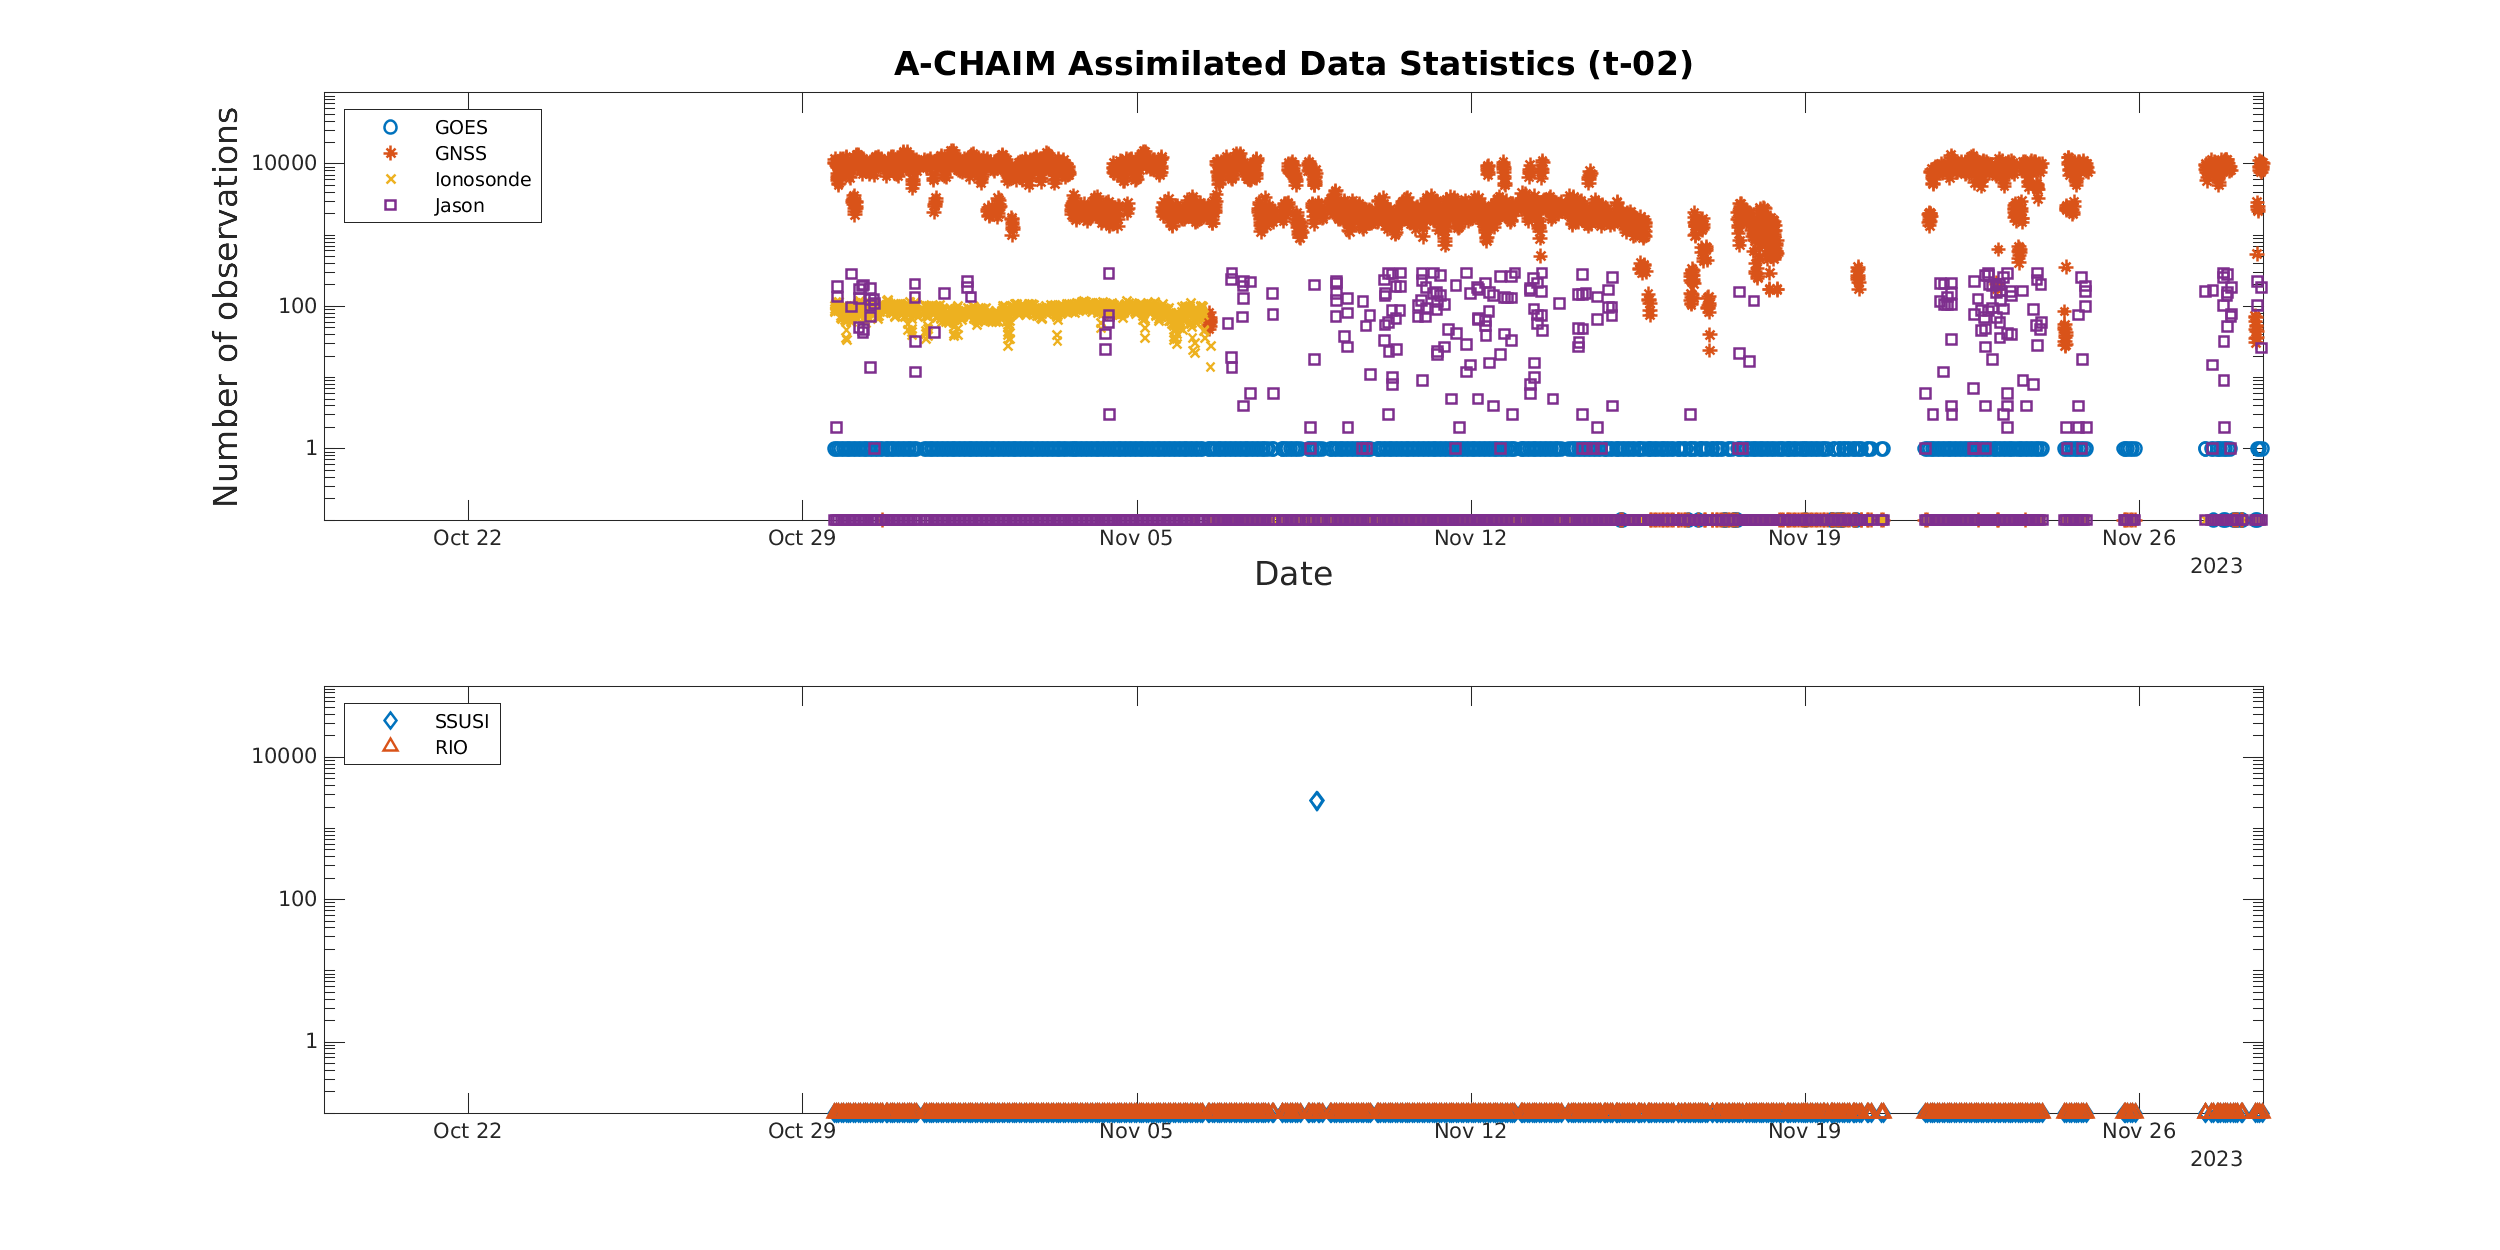 A-CHAIM Assimilated Data Statistics (t-02)
Number of observations
10000
100
1
GOES
GNSS
Ionosonde
Jason
Oct 22
Oct 29
Nov 05
Nov 12
Nov 19
Nov 26
2023
Date
10000
100
1
SSUSI
RIO
Oct 22
Oct 29
Nov 05
Nov 12
Nov 19
Nov 26
2023